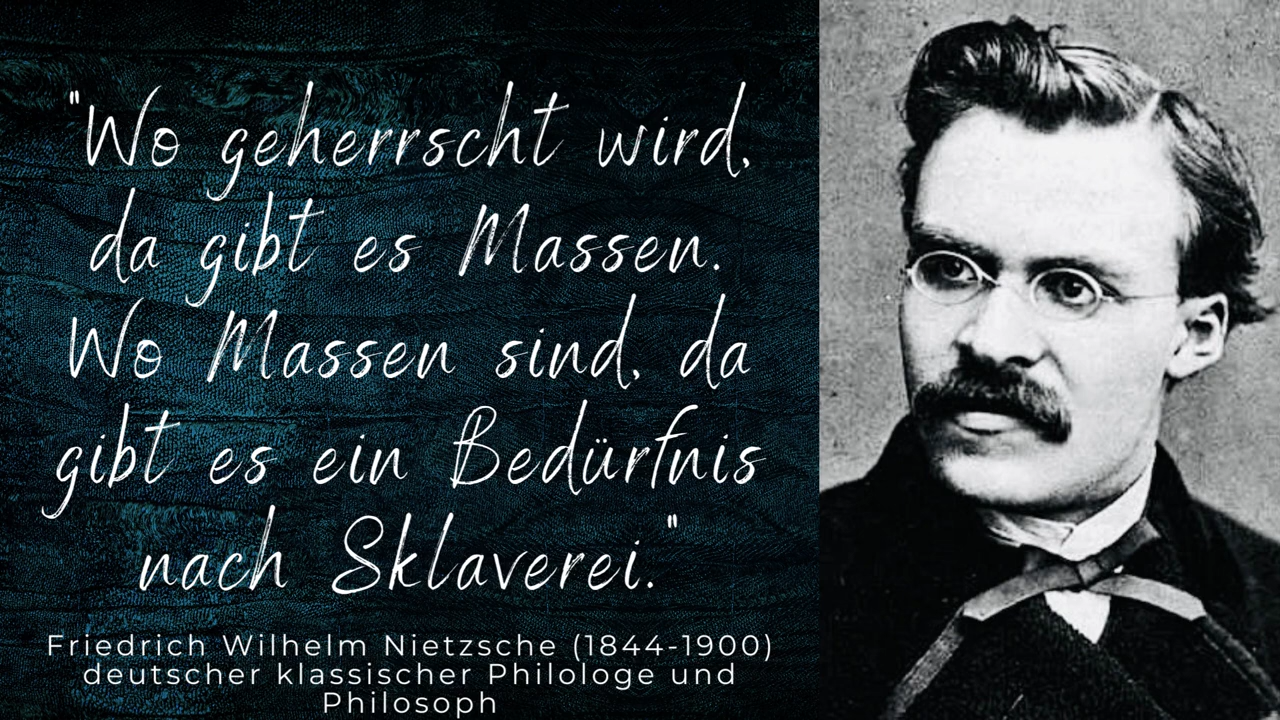 "Wo geherrscht wird,
da gibt es Massen.
Wo Massen sind, da
gibt es ein Bedürfnis
nach Sklaverei."
Friedrich Wilhelm Nietzsche (1844-1900)
deutscher klassischer Philologe und
Philosoph